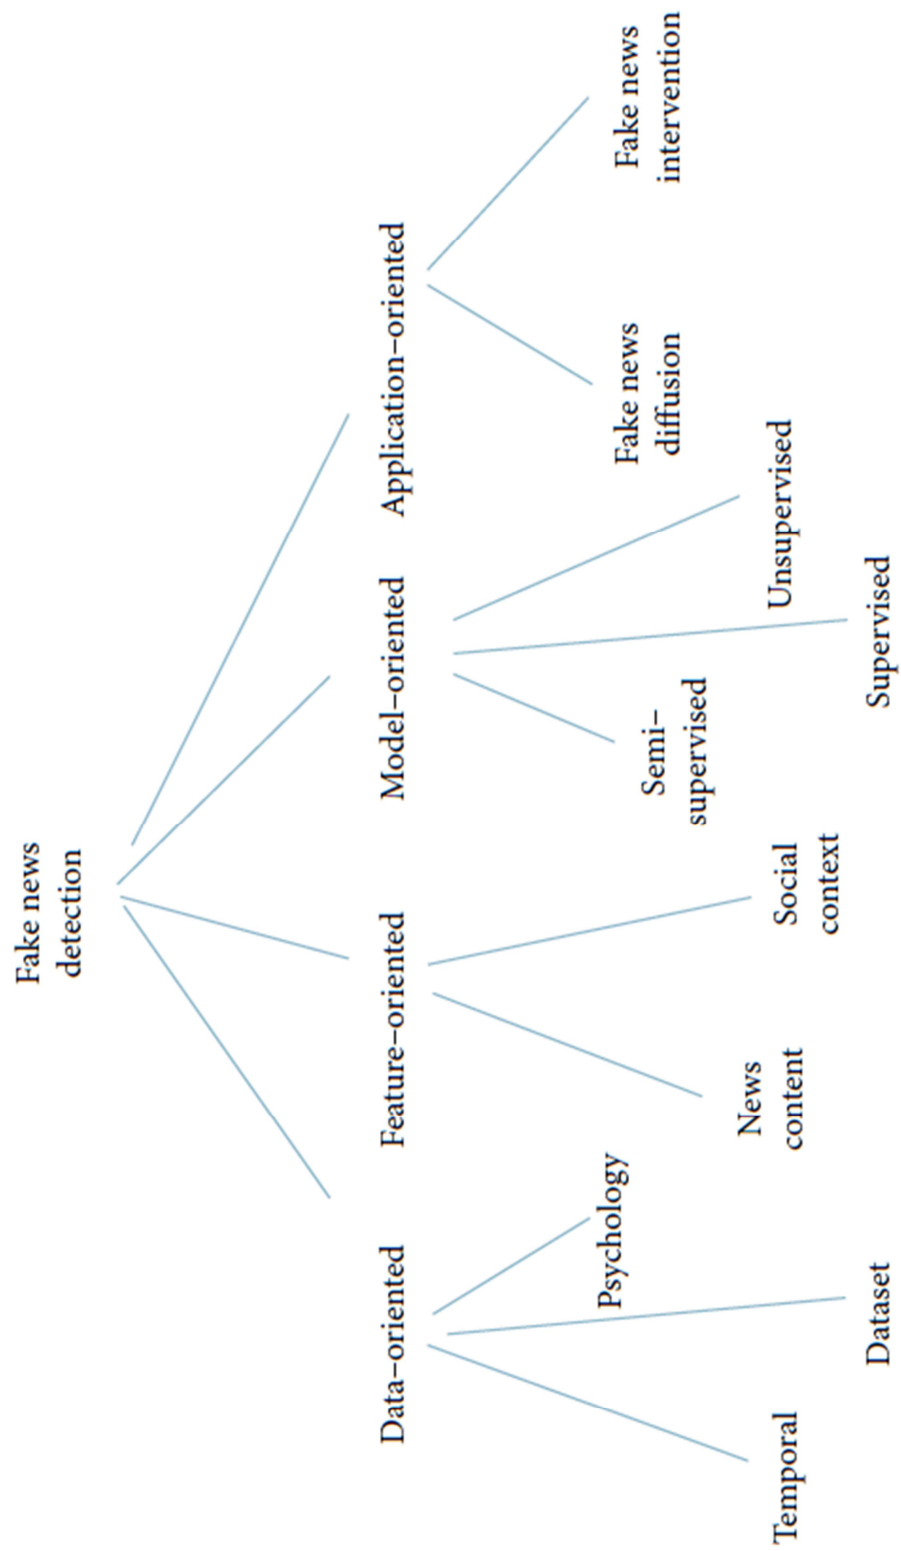 Fake news
detection
Data–oriented
Feature–oriented
Model–oriented
Application–oriented
Temporal
Dataset
Psychology
News
content
Social
context
Semi–
supervised
Supervised
Unsupervised
Fake news
diffusion
Fake news
intervention